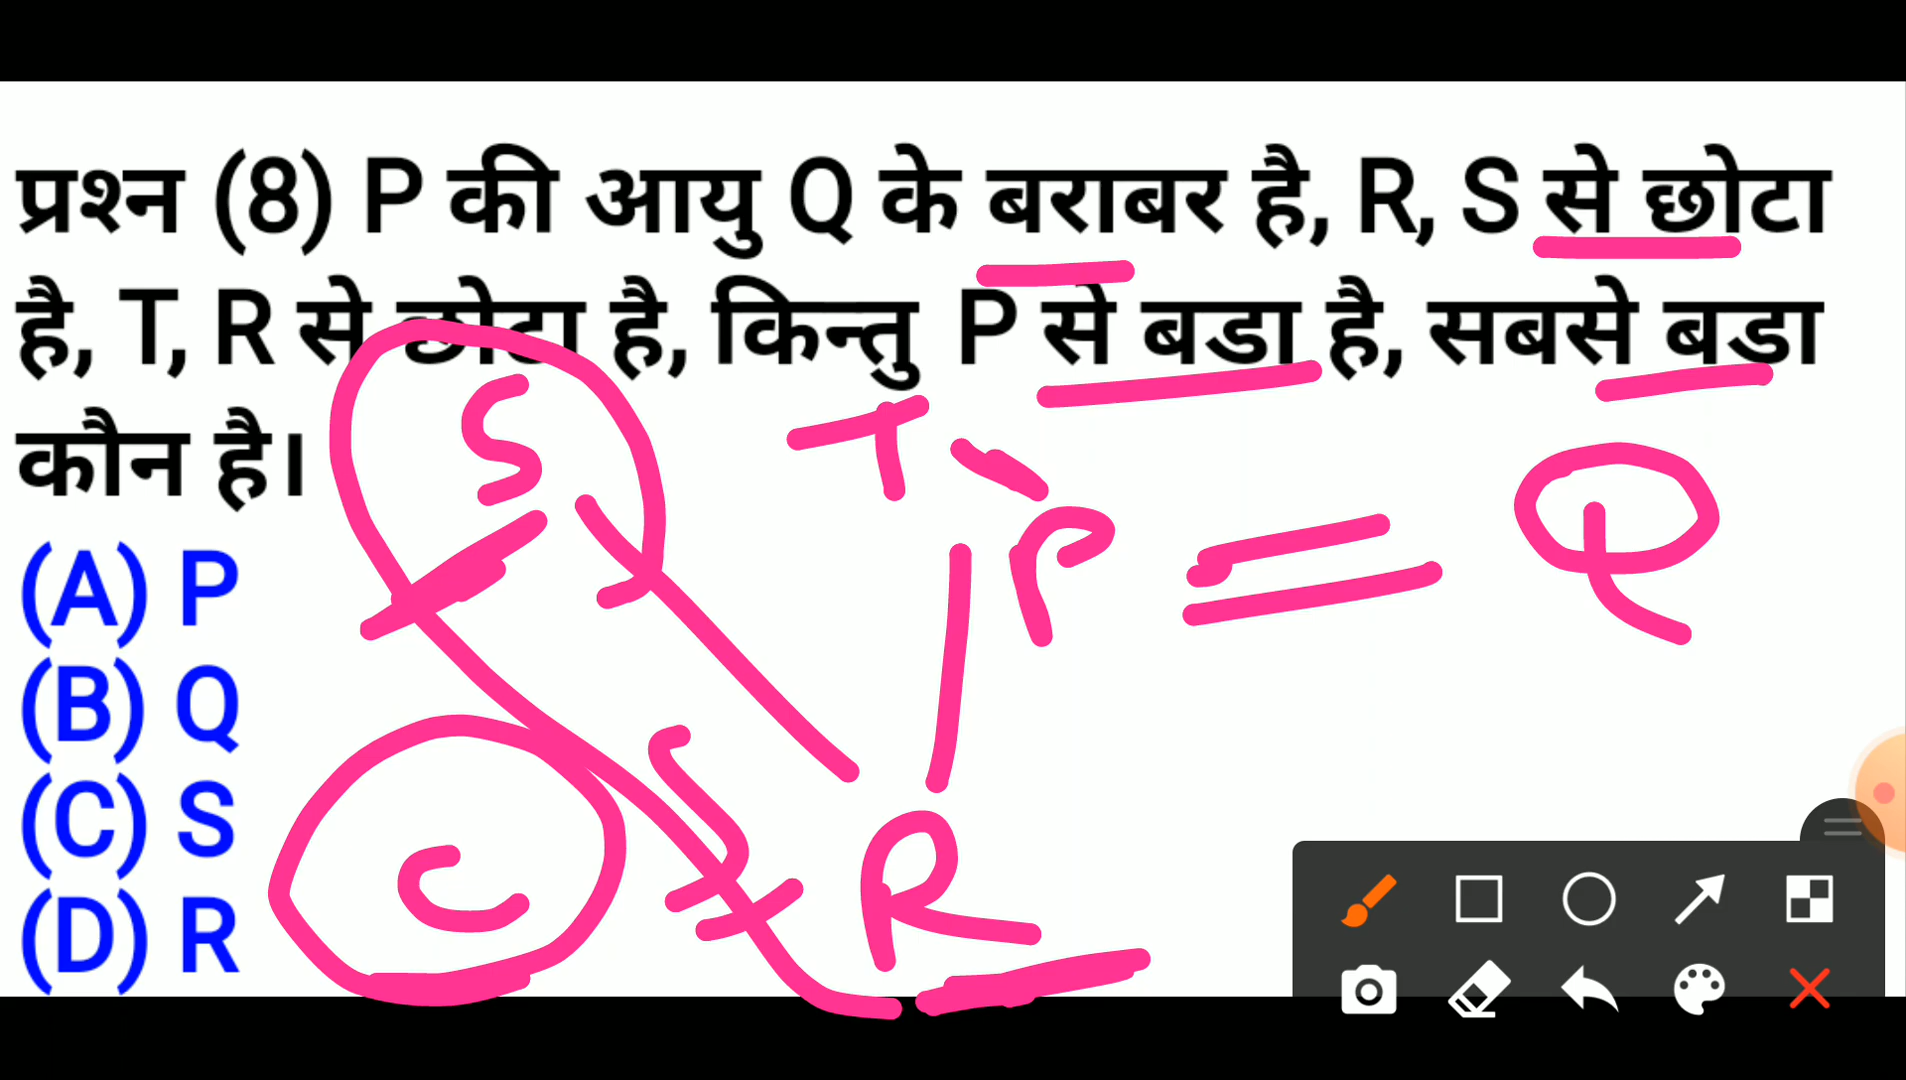 प्रश्न (8) P की आयु Q के बराबर है, R, S से छोटा
है, T, R से छोटा है, किन्तु P से बडा है, सबसे बडा
कौन है।
S
T
P = Q
(A) P
(B) Q
(C) S
C
R
(D) R